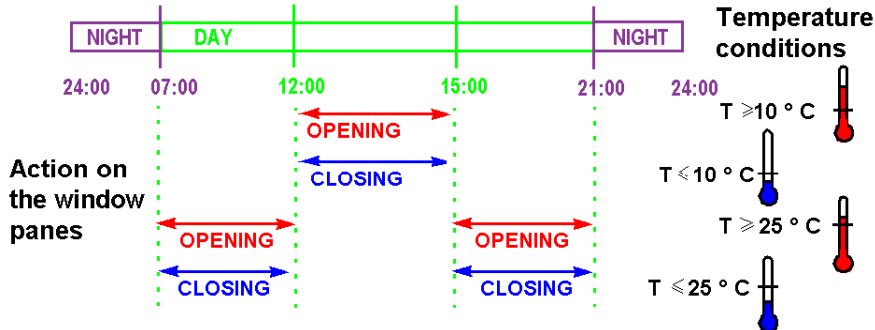 Temperature
conditions
NIGHT DAY NIGHT
24:00 07:00 12:00 15:00 21:00 24:00
T ⩾10 ° C
OPENING
Action on
the window
panes
CLOSING
T ⩽10 ° C
OPENING OPENING
T ⩾ 25 ° C
CLOSING CLOSING
T ⩽25 ° C